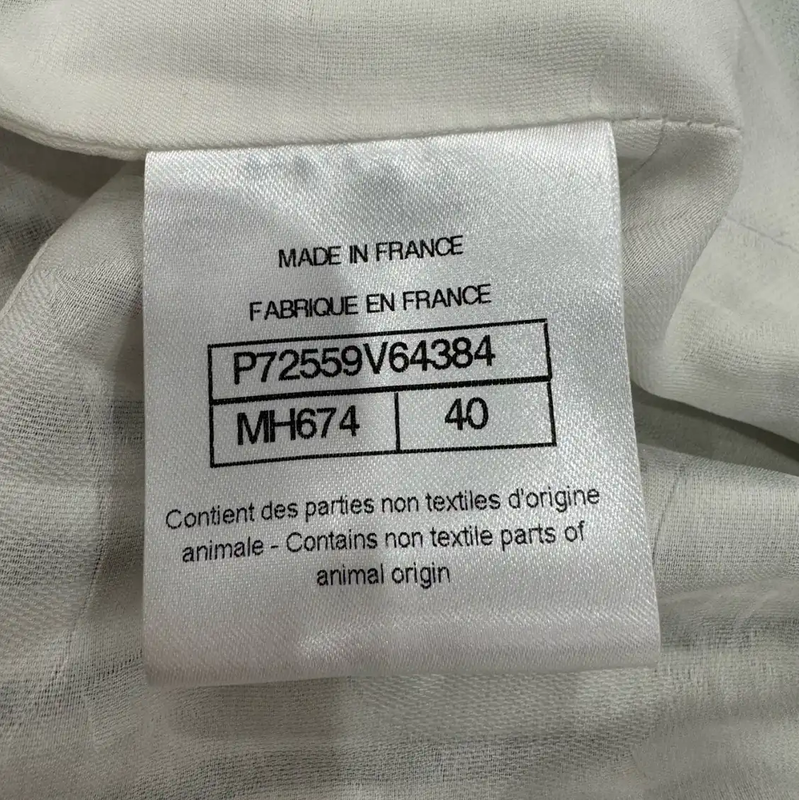 MADE IN FRANCE
FABRIQUE EN FRANCE
P72559V64384
MH674 40
Contient des parties non textiles d'origine
animale - Contains non textile parts of
animal origin